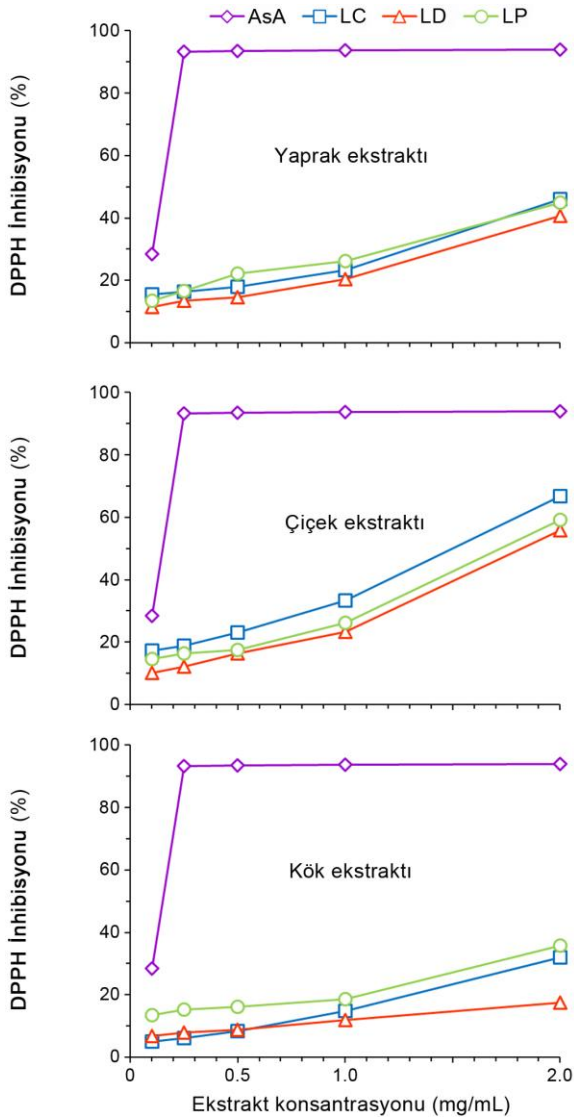 AsA LC LD LP
DPPH İnhibisyonu (%)
100
80
60
40
20
0
Yaprak ekstraktı
DPPH İnhibisyonu (%)
100
80
60
40
20
0
Çiçek ekstraktı
DPPH İnhibisyonu (%)
100
80
60
40
20
0
Kök ekstraktı
0 0.5 1.0 2.0
Ekstrakt konsantrasyonu (mg/mL)